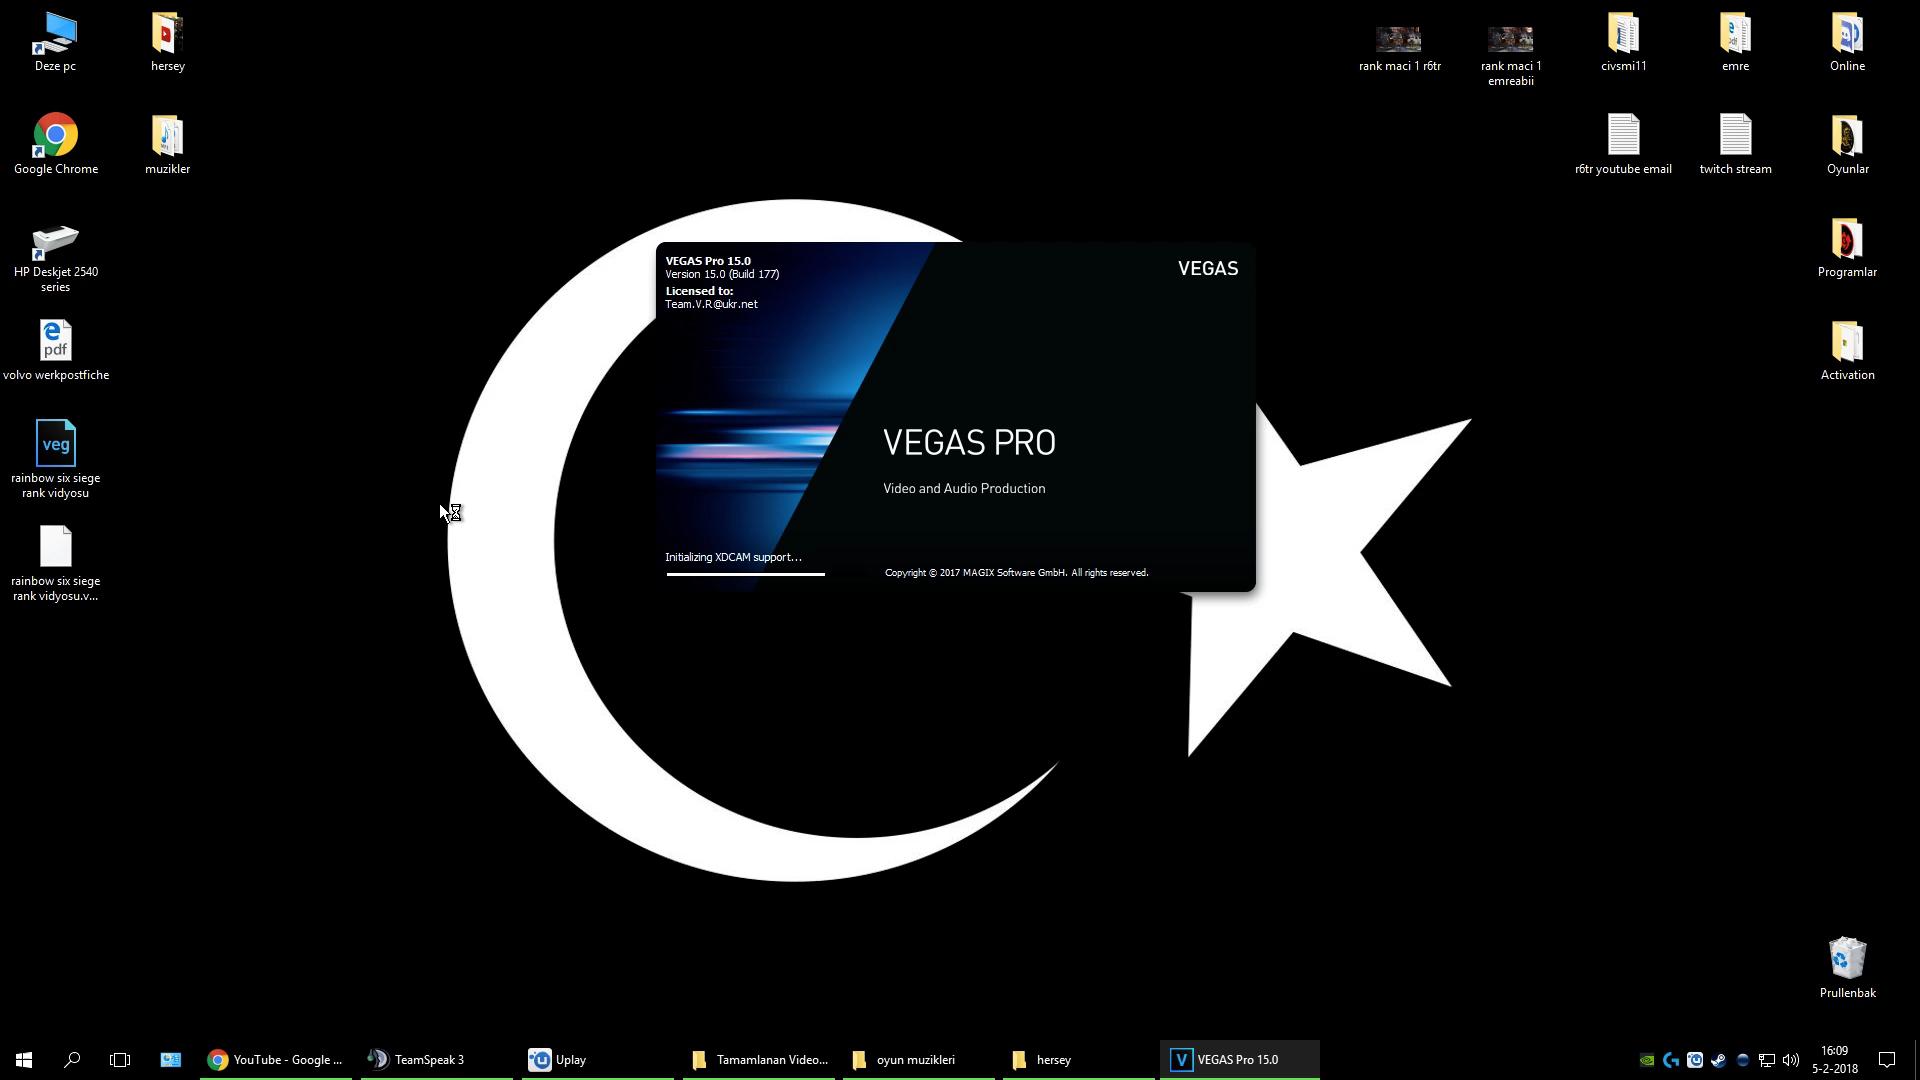 Deze pc
hersey
rank maci 1 r6tr
rank maci 1
emreabii
civsmi11
emre
Online
Google Chrome
muzikler
r6tr youtube email
twitch stream
Oyunlar
HP Deskjet 2540
series
Programlar
pdf
volvo werkpostfiche
Activation
veg
rainbow six siege
rank vidyosu
rainbow six siege
rank vidyosu.v...
VEGAS Pro 15.0
Version 15.0 (Build 177)
Licensed to:
Team.V.R@ukr.net
VEGAS
VEGAS PRO
Video and Audio Production
Initializing XDCAM support...
Copyright © 2017 MAGIX Software GmbH. All rights reserved.
Prullenbak
YouTube - Google ...
TeamSpeak 3
Uplay
Tamamlanan Video...
oyun muzikleri
hersey
V
VEGAS Pro 15.0
16:09
5-2-2018